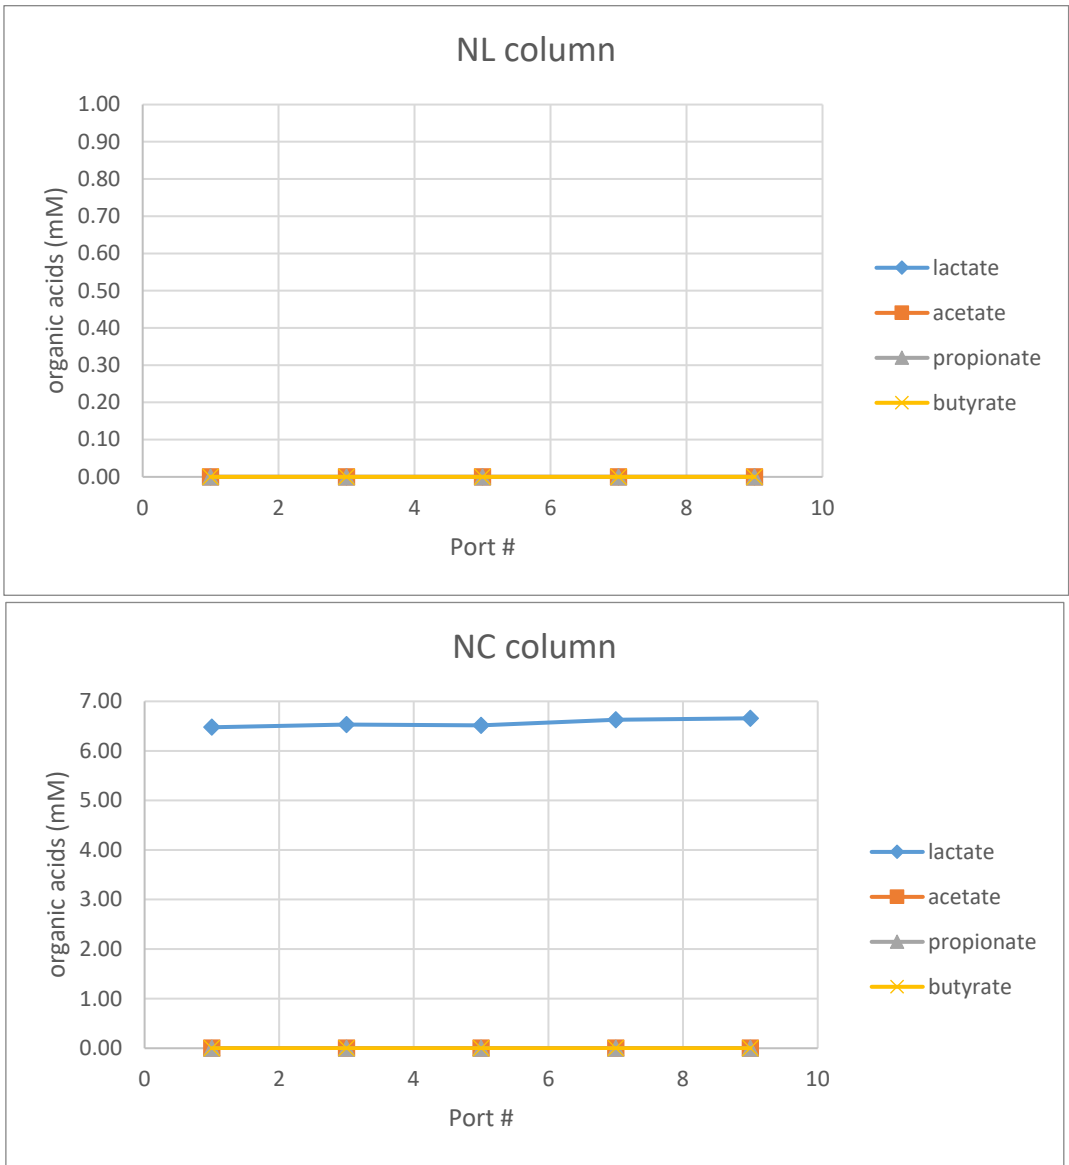 NL column
organic acids (mM)
1.00
0.90
0.80
0.70
0.60
0.50
0.40
0.30
0.20
0.10
0.00
0 2 4 6 8 10
Port #
lactate
acetate
propionate
butyrate
NC column
organic acids (mM)
7.00
6.00
5.00
4.00
3.00
2.00
1.00
0.00
0 2 4 6 8 10
Port #
lactate
acetate
propionate
butyrate